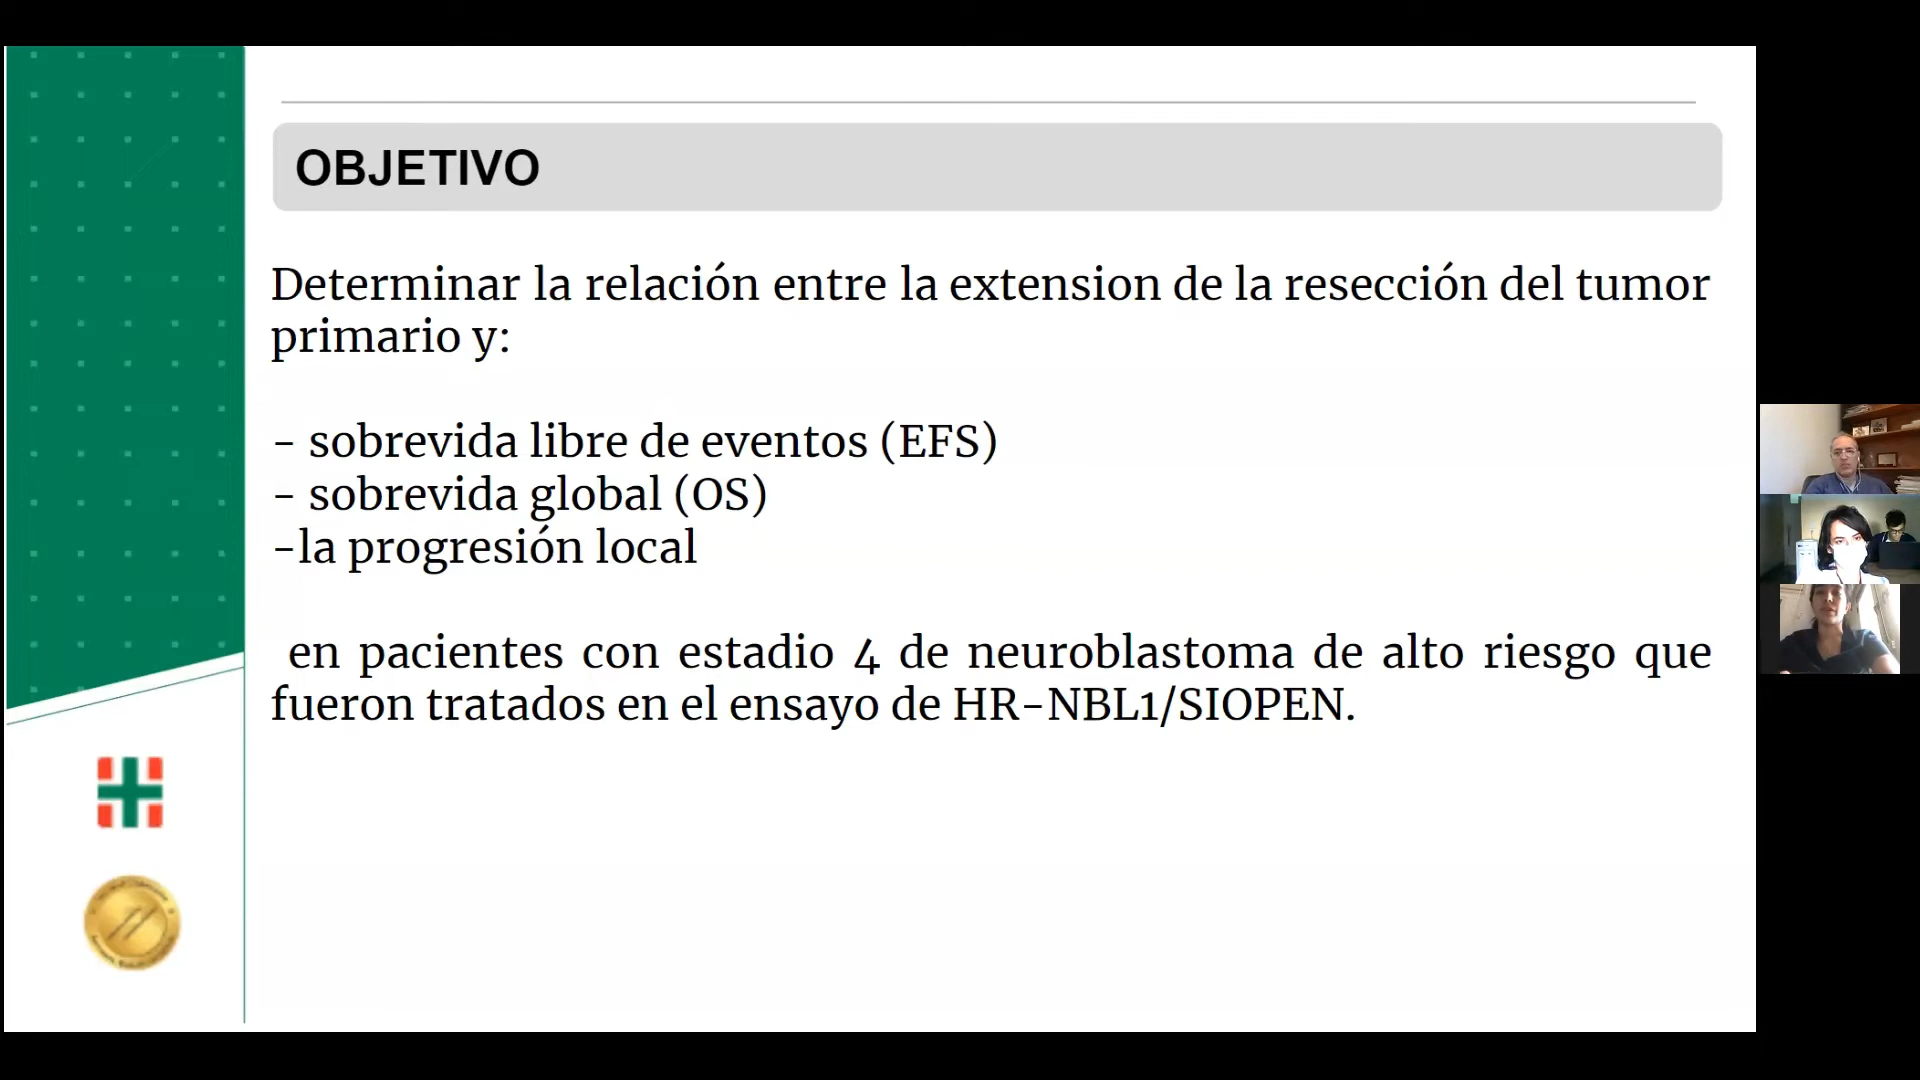 OBJETIVO
Determinar la relación entre la extension de la resección del tumor
primario y:
- sobrevida libre de eventos (EFS)
- sobrevida global (OS)
-la progresión local
en pacientes con estadio 4 de neuroblastoma de alto riesgo que
fueron tratados en el ensayo de HR-NBL1/SIOPEN.